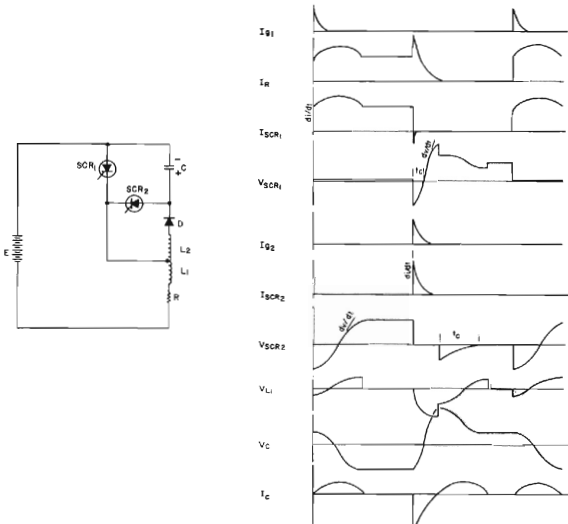 SCR1
−
+ C
SCR2
D
L2
L1
R
E
Ig1
IR
di/dt
ISCR1
dv/dt
tc
VSCR1
Ig2
di/dt
ISCR2
dv/dt
tc
VSCR2
VL1
VC
IC